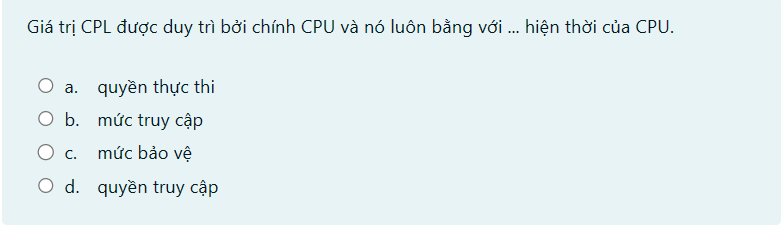 Giá trị CPL được duy trì bởi chính CPU và nó luôn bằng với ... hiện thời của CPU.
a. quyền thực thi
b. mức truy cập
c. mức bảo vệ
d. quyền truy cập